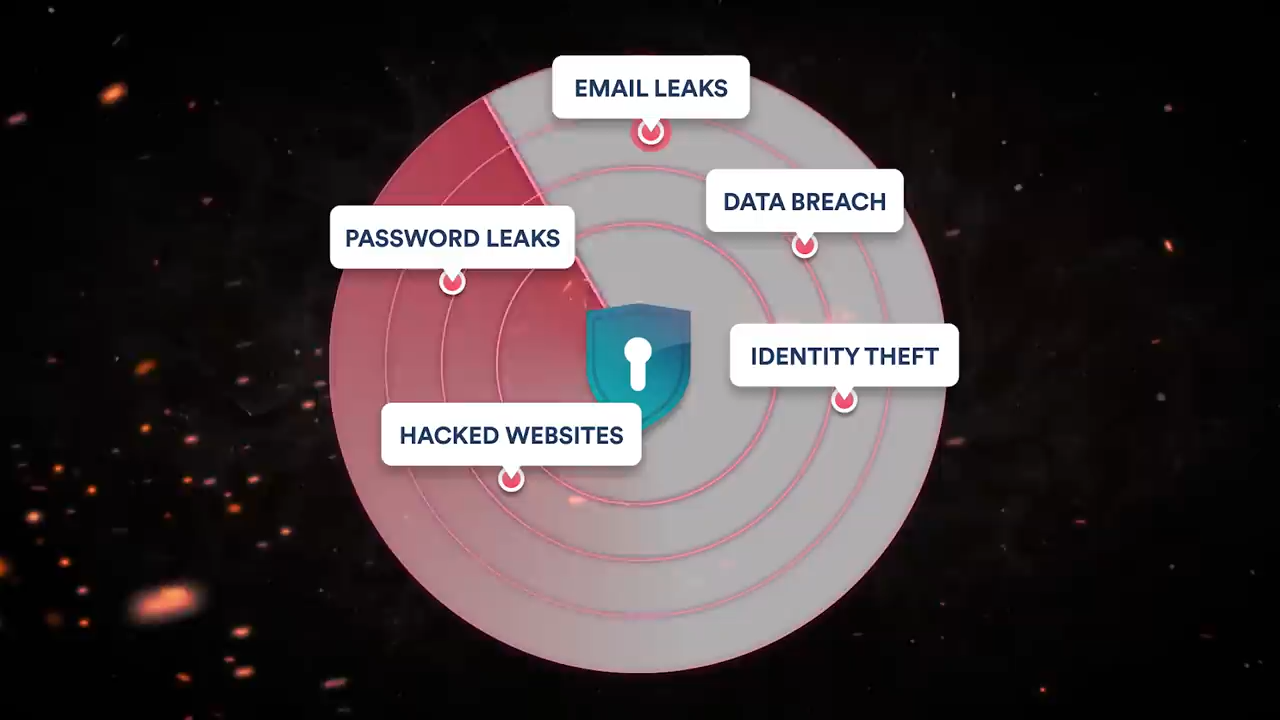 EMAIL LEAKS
DATA BREACH
PASSWORD LEAKS
IDENTITY THEFT
HACKED WEBSITES